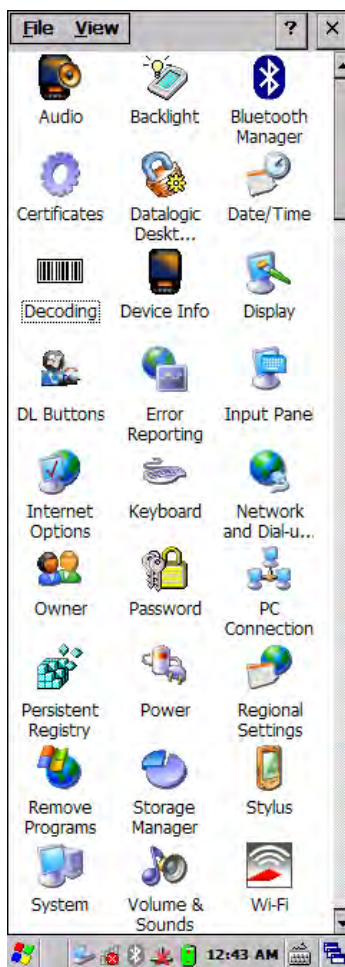 File View ? ×
Audio Backlight Bluetooth
Manager
Certificates Datalogic Date/Time
Deskt...
Decoding Device Info Display
DL Buttons Error Input Panel
Reporting
Internet Keyboard Network
Options and Dial-u...
Owner Password PC
Connection
Persistent Power Regional
Registry Settings
Remove Storage Stylus
Programs Manager
System Volume & Wi-Fi
Sounds
12:43 AM